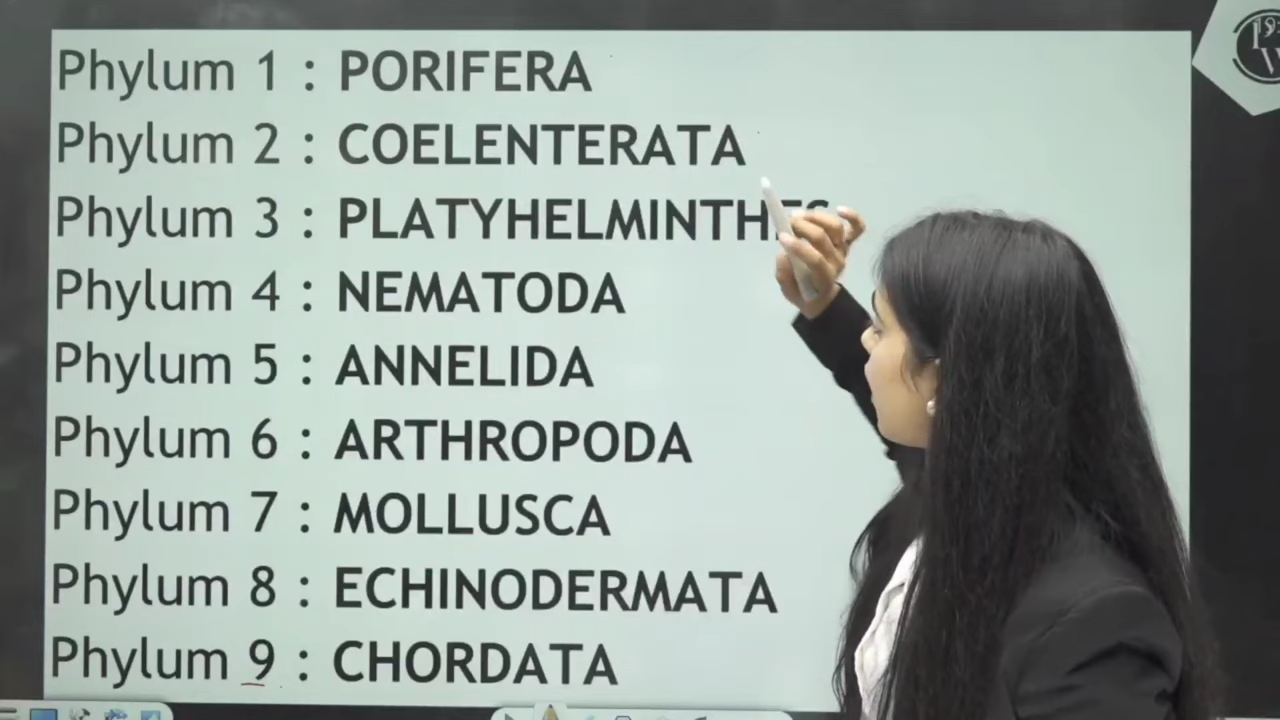 Phylum 1 : PORIFERA
Phylum 2 : COELENTERATA
Phylum 3 : PLATYHELMINTHES
Phylum 4 : NEMATODA
Phylum 5 : ANNELIDA
Phylum 6 : ARTHROPODA
Phylum 7 : MOLLUSCA
Phylum 8 : ECHINODERMATA
Phylum 9 : CHORDATA